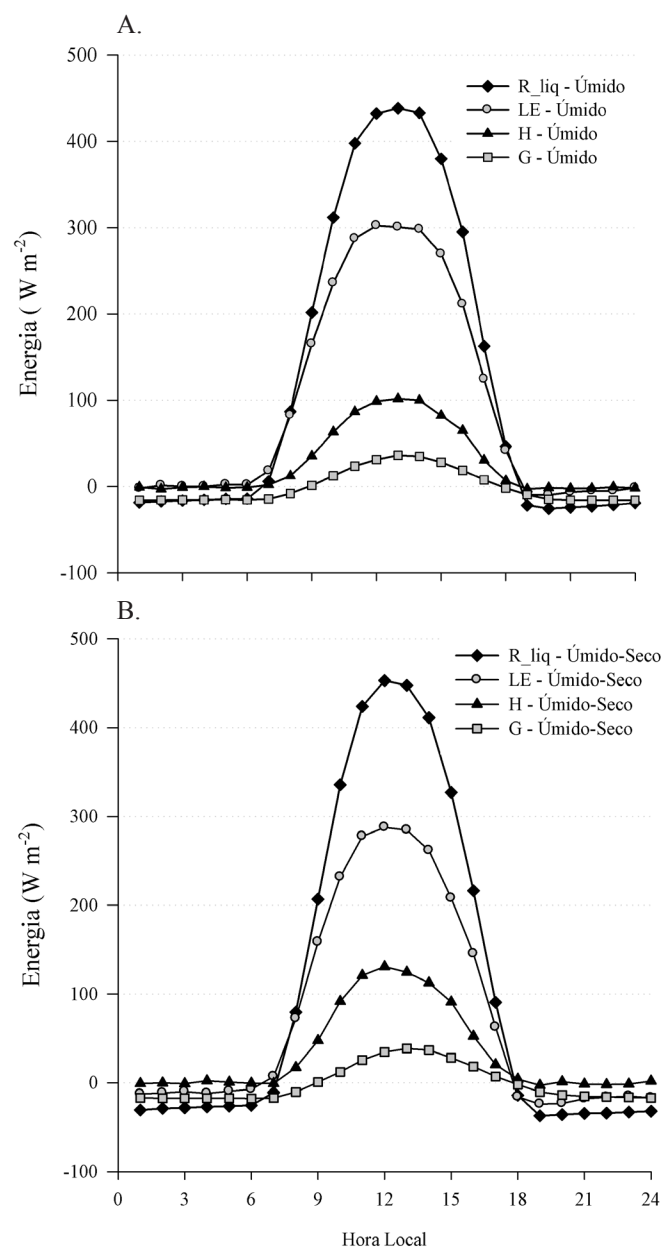 A.
500
400
300
200
100
0
-100
Energia ( W m⁻²)
R_liq - Úmido
LE - Úmido
H - Úmido
G - Úmido
B.
500
400
300
200
100
0
-100
Energia (W m⁻²)
R_liq - Úmido-Seco
LE - Úmido-Seco
H - Úmido-Seco
G - Úmido-Seco
0 3 6 9 12 15 18 21 24
Hora Local